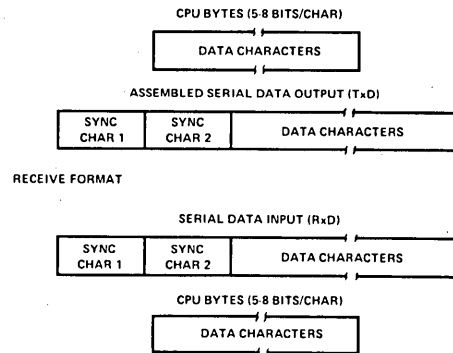 CPU BYTES (5-8 BITS/CHAR)
DATA CHARACTERS
ASSEMBLED SERIAL DATA OUTPUT (TxD)
SYNC CHAR 1
SYNC CHAR 2
DATA CHARACTERS
RECEIVE FORMAT
SERIAL DATA INPUT (RxD)
SYNC CHAR 1
SYNC CHAR 2
DATA CHARACTERS
CPU BYTES (5-8 BITS/CHAR)
DATA CHARACTERS